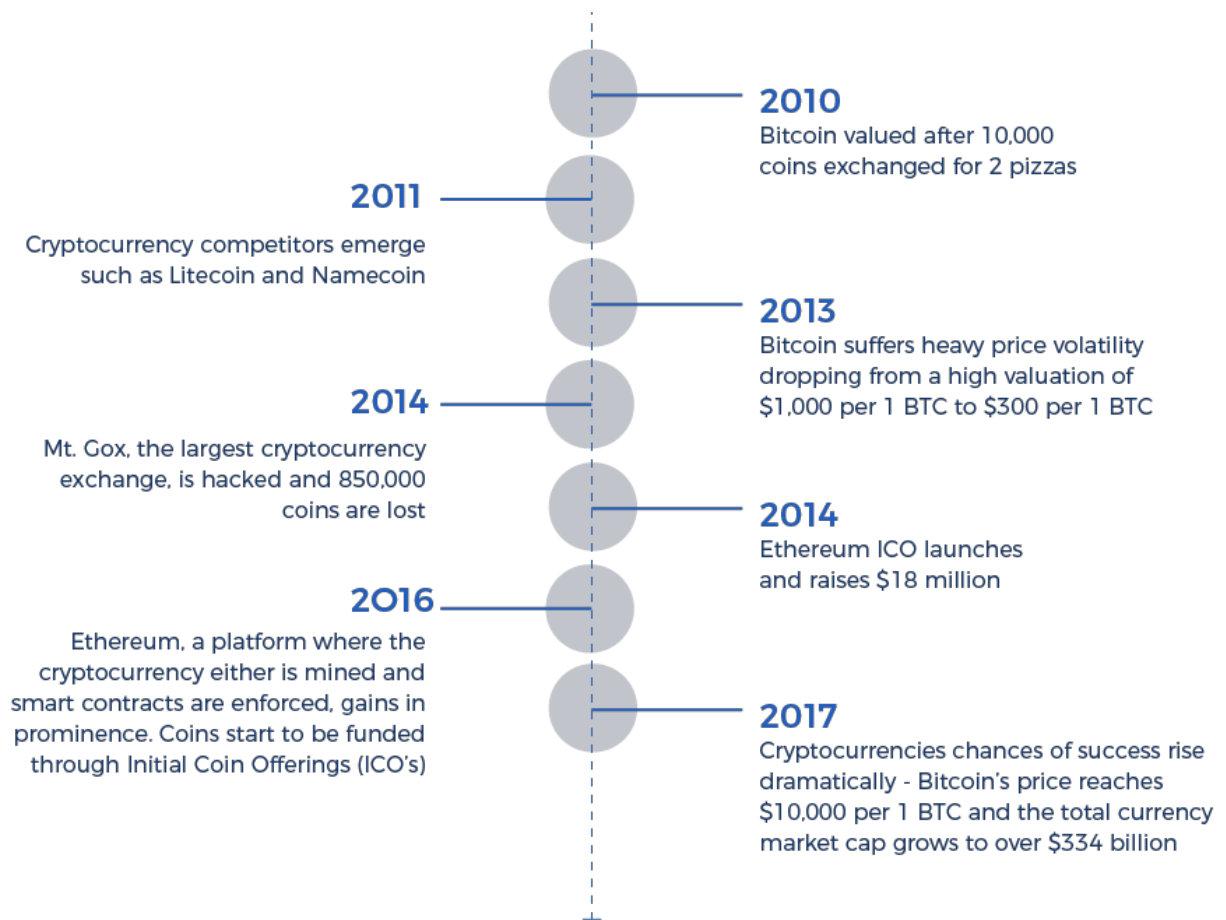 2010
Bitcoin valued after 10,000
coins exchanged for 2 pizzas
2011
Cryptocurrency competitors emerge
such as Litecoin and Namecoin
2013
Bitcoin suffers heavy price volatility
dropping from a high valuation of
$1,000 per 1 BTC to $300 per 1 BTC
2014
Mt. Gox, the largest cryptocurrency
exchange, is hacked and 850,000
coins are lost
2014
Ethereum ICO launches
and raises $18 million
2016
Ethereum, a platform where the
cryptocurrency either is mined and
smart contracts are enforced, gains in
prominence. Coins start to be funded
through Initial Coin Offerings (ICO's)
2017
Cryptocurrencies chances of success rise
dramatically - Bitcoin's price reaches
$10,000 per 1 BTC and the total currency
market cap grows to over $334 billion